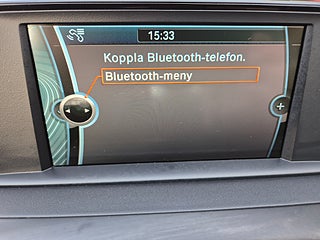 15:33
Koppla Bluetooth-telefon.
Bluetooth-meny
+